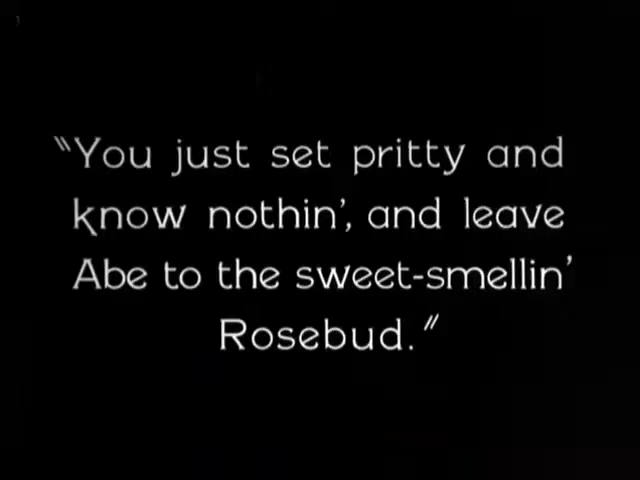 "You just set pritty and
know nothin', and leave
Abe to the sweet-smellin'
Rosebud."